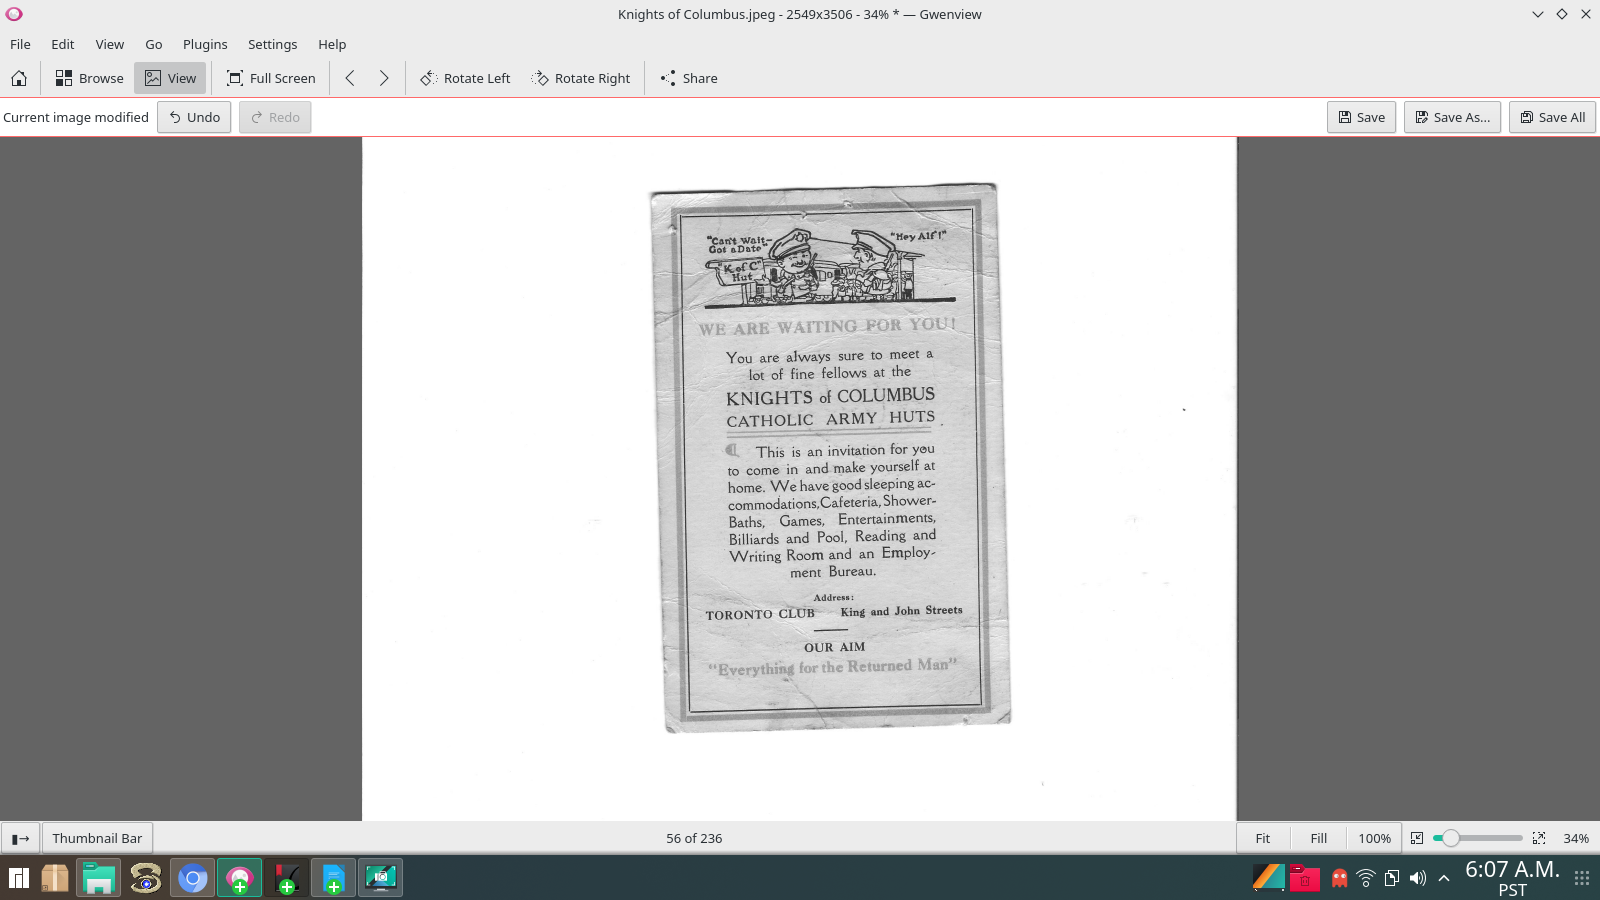 Knights of Columbus.jpeg - 2549x3506 - 34% * — Gwenview
File Edit View Go Plugins Settings Help
Browse View Full Screen Rotate Left Rotate Right Share
Current image modified Undo Redo Save Save As... Save All
"Can't Wait-
Got a Date"
"Hey Alf!"
"K of C"
Hut
WE ARE WAITING FOR YOU!
You are always sure to meet a
lot of fine fellows at the
KNIGHTS of COLUMBUS
CATHOLIC ARMY HUTS
¶ This is an invitation for you
to come in and make yourself at
home. We have good sleeping ac-
commodations, Cafeteria, Shower-
Baths, Games, Entertainments,
Billiards and Pool, Reading and
Writing Room and an Employ-
ment Bureau.
Address:
TORONTO CLUB King and John Streets
OUR AIM
"Everything for the Returned Man"
Thumbnail Bar 56 of 236 Fit Fill 100% 34%
6:07 A.M.
PST